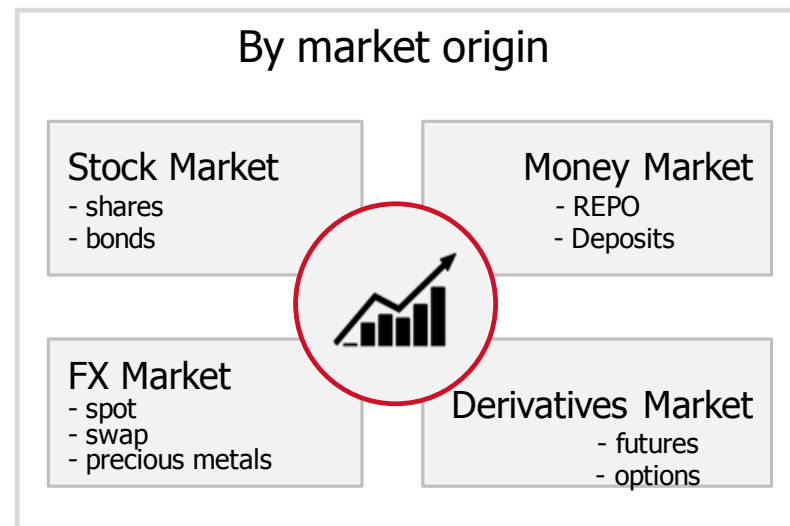 By market origin
Stock Market
- shares
- bonds
Money Market
- REPO
- Deposits
FX Market
- spot
- swap
- precious metals
Derivatives Market
- futures
- options